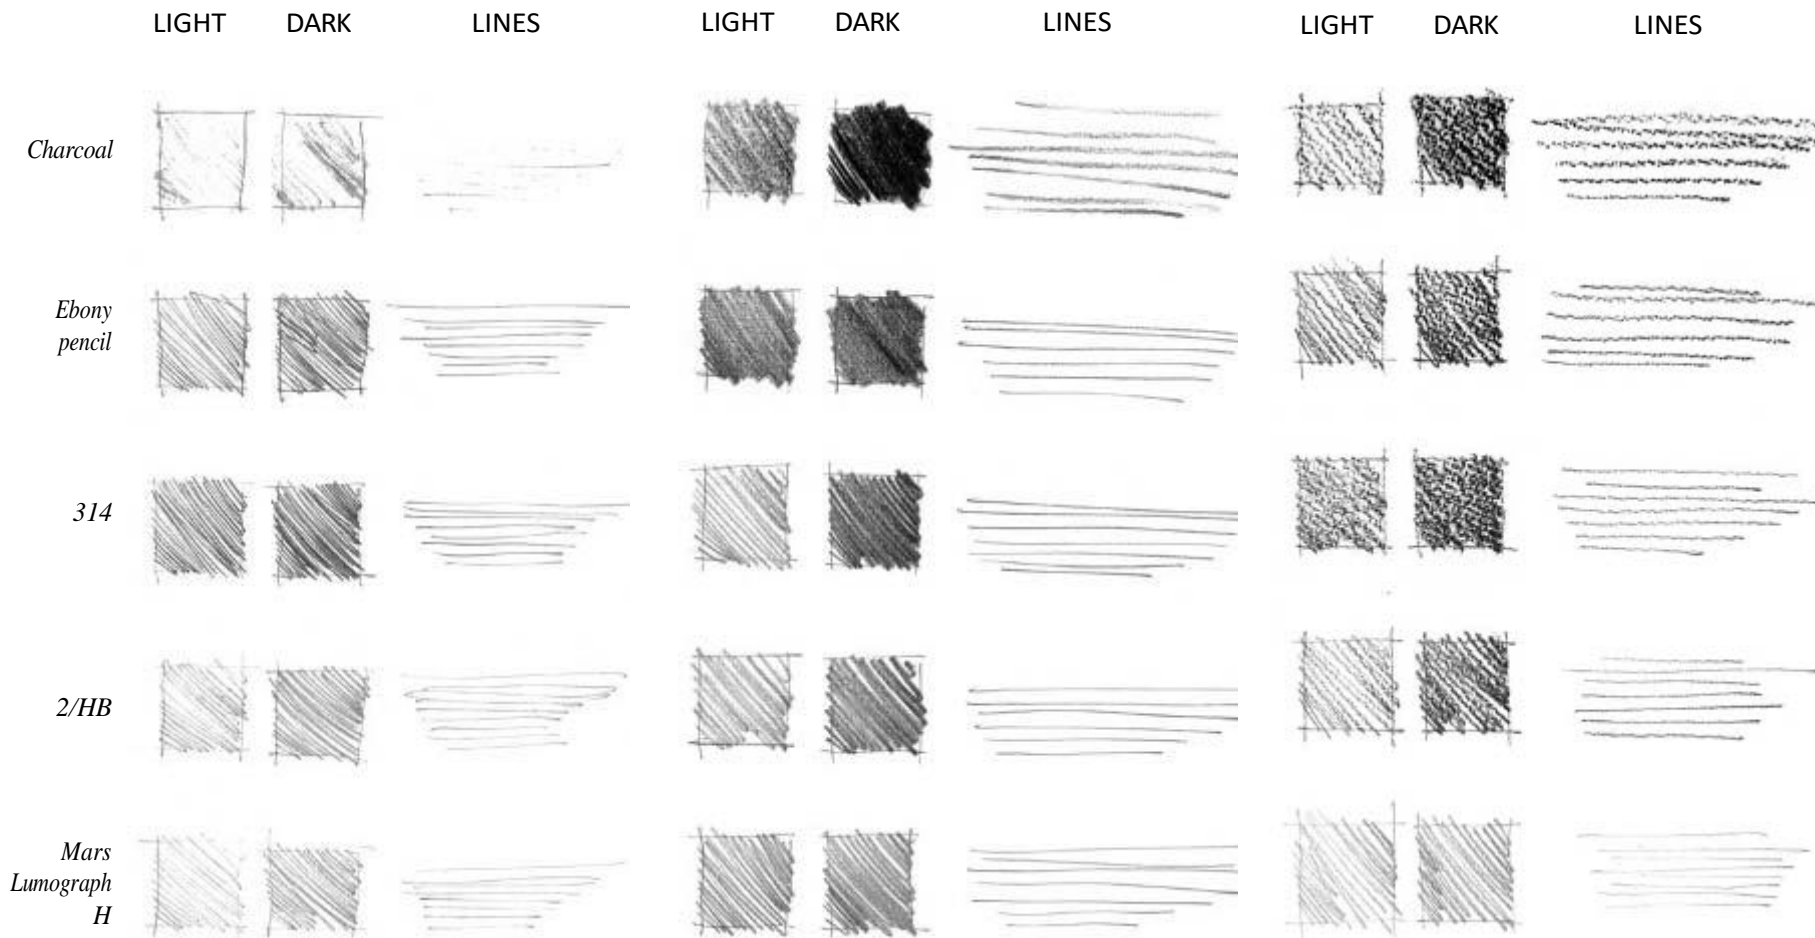 LIGHT DARK LINES LIGHT DARK LINES LIGHT DARK LINES
Charcoal
Ebony
pencil
314
2/HB
Mars
Lumograph
H